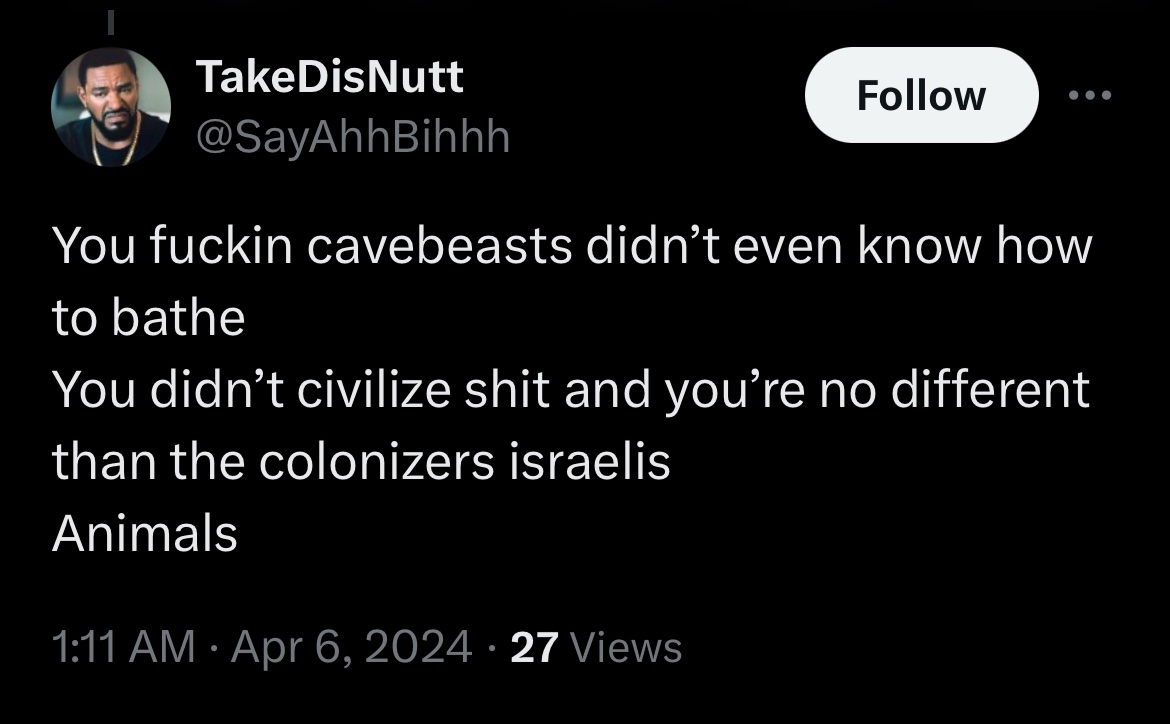 TakeDisNutt
@SayAhhBihhh
Follow
You fuckin cavebeasts didn’t even know how
to bathe
You didn’t civilize shit and you’re no different
than the colonizers israelis
Animals
1:11 AM · Apr 6, 2024 · 27 Views